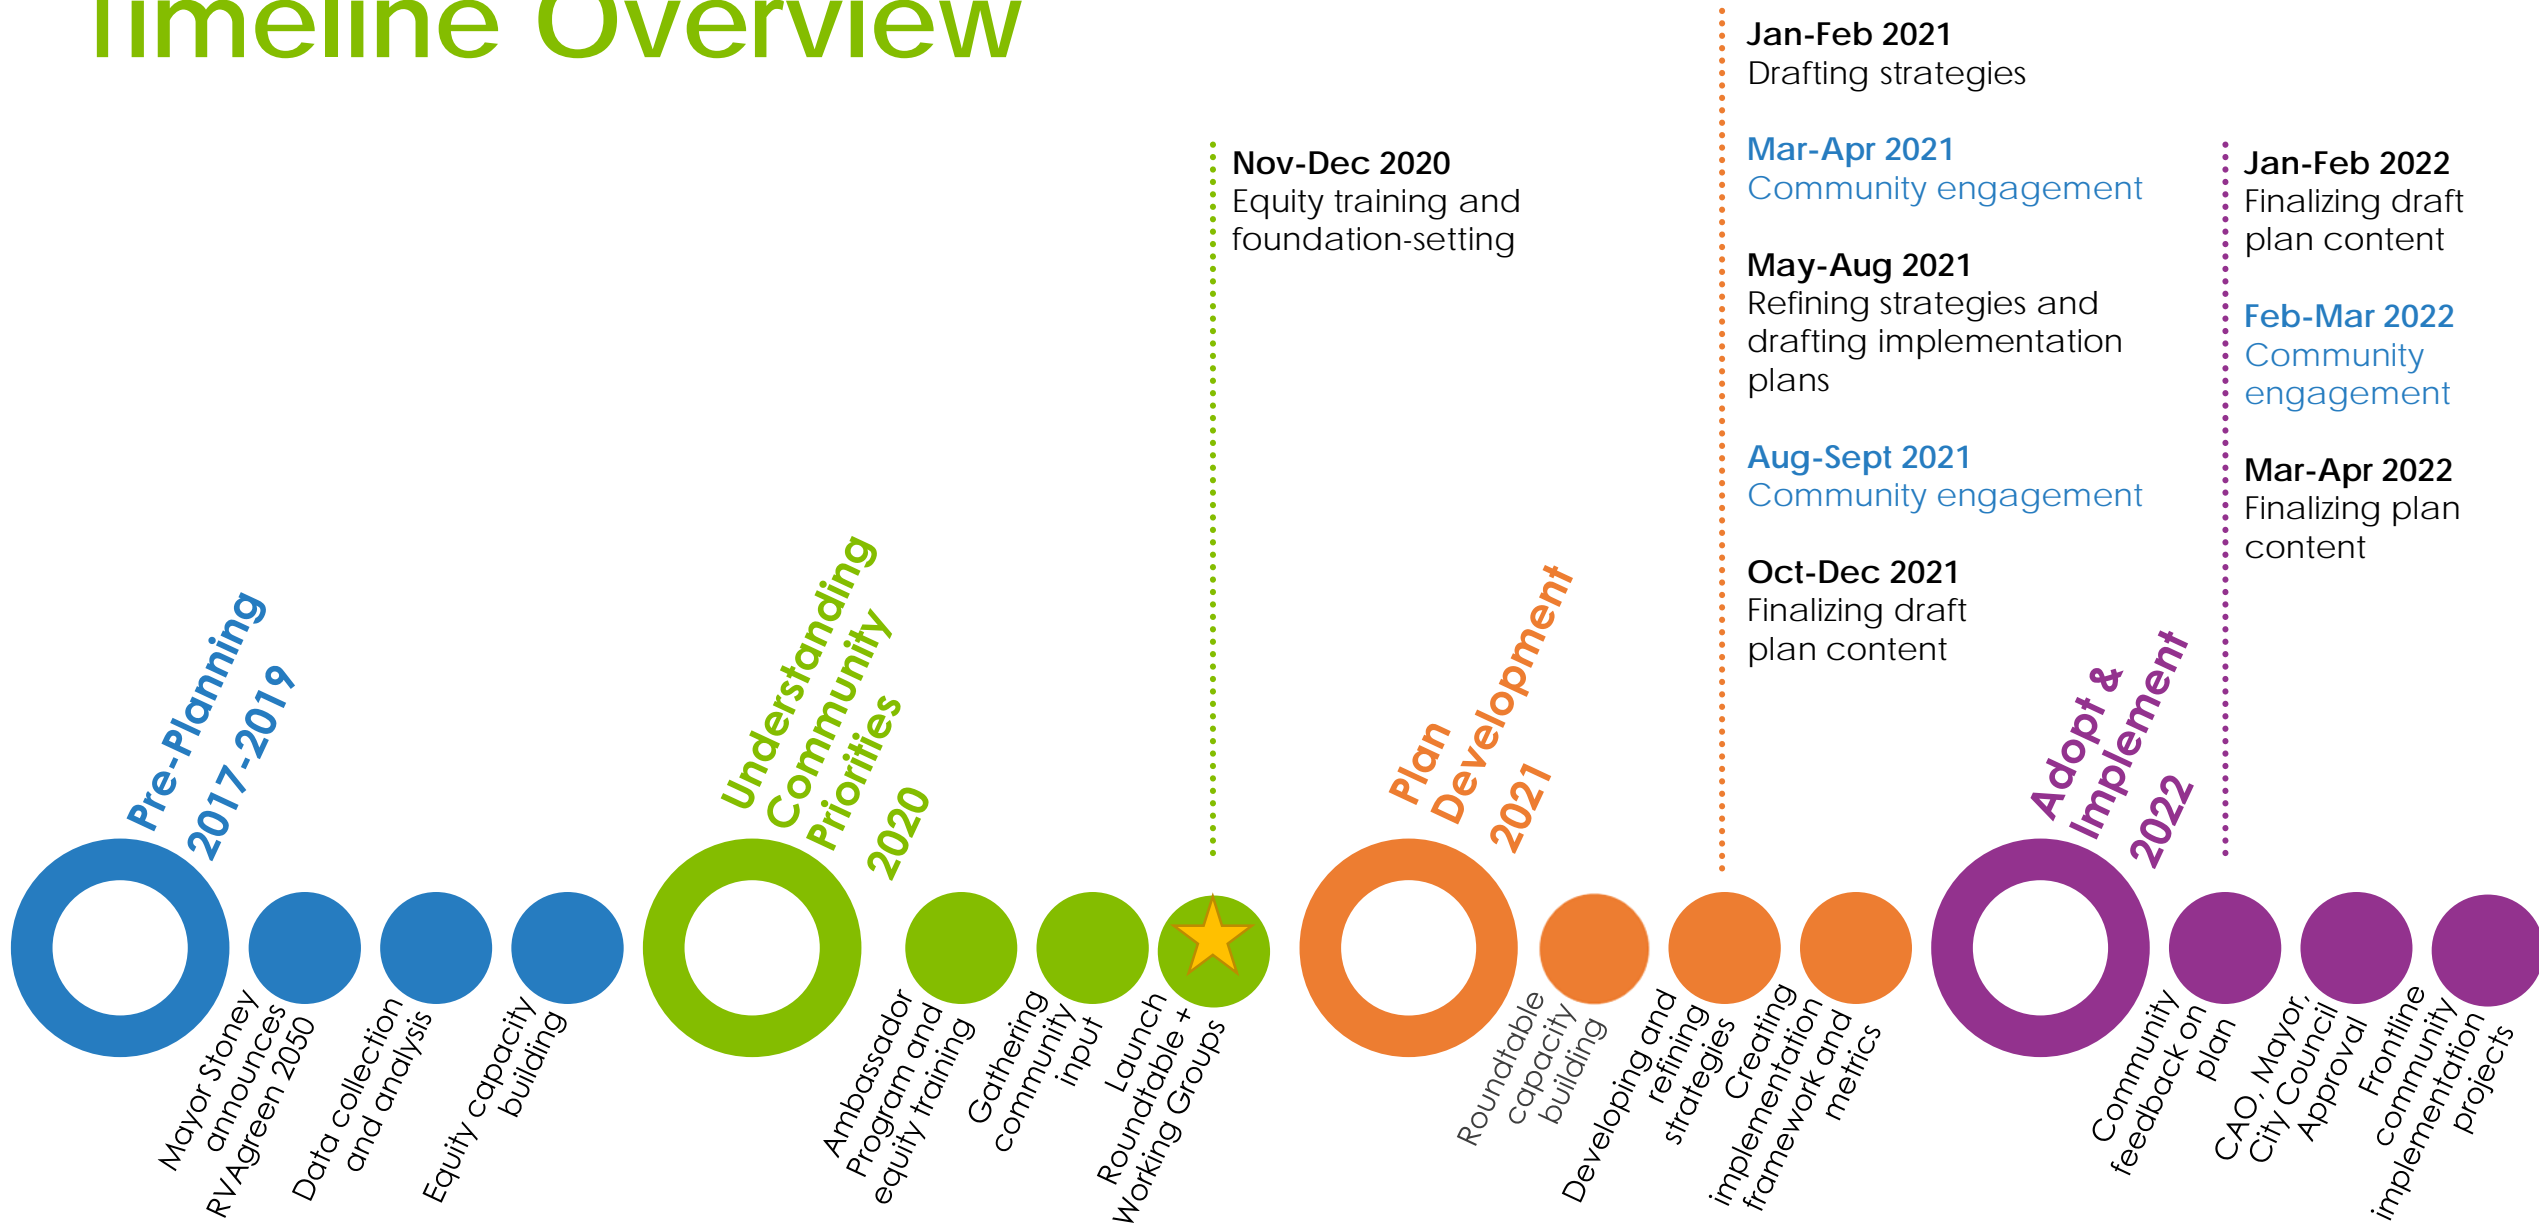 Timeline Overview
Nov-Dec 2020
Equity training and
foundation-setting
Jan-Feb 2021
Drafting strategies
Mar-Apr 2021
Community engagement
May-Aug 2021
Refining strategies and
drafting implementation
plans
Aug-Sept 2021
Community engagement
Oct-Dec 2021
Finalizing draft
plan content
Jan-Feb 2022
Finalizing draft
plan content
Feb-Mar 2022
Community
engagement
Mar-Apr 2022
Finalizing plan
content
Pre-Planning
2017-2019
Mayor Stoney
announces
RVAgreen 2050
Data collection
and analysis
Equity capacity
building
Understanding
Community
Priorities
2020
Ambassador
Program and
equity training
Gathering
community
input
Launch
Roundtable +
Working Groups
Plan
Development
2021
Roundtable
capacity
building
Developing and
refining
strategies
Creating
implementation
framework and
metrics
Adopt &
Implement
2022
Community
feedback on
plan
CAO, Mayor,
City Council
Approval
Frontline
community
implementation
projects